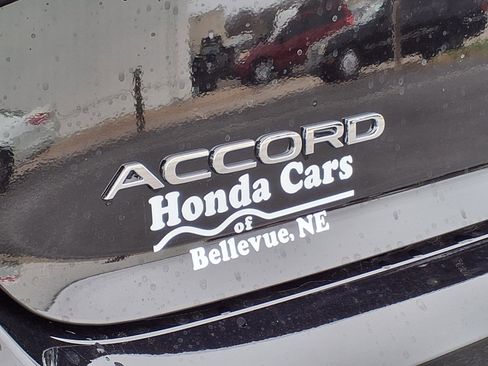 ACCORD
Honda Cars
of
Bellevue, NE